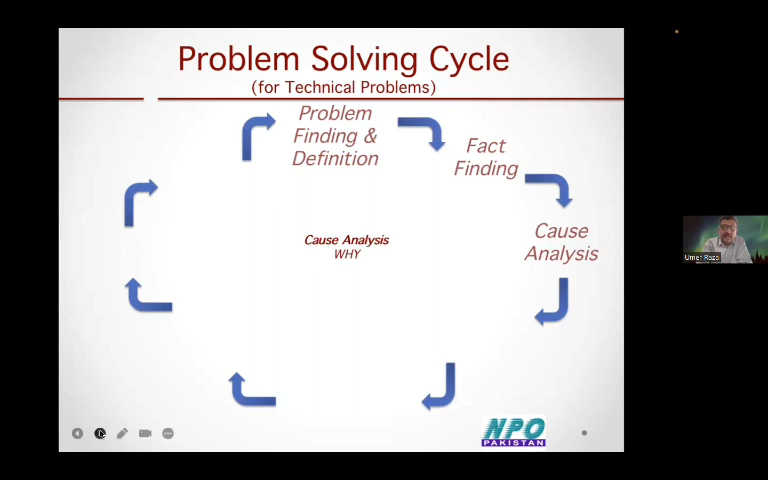 Problem Solving Cycle
(for Technical Problems)
Problem
Finding &
Definition
Fact
Finding
Cause
Analysis
Cause Analysis
WHY
Umer Raza
NPO
PAKISTAN